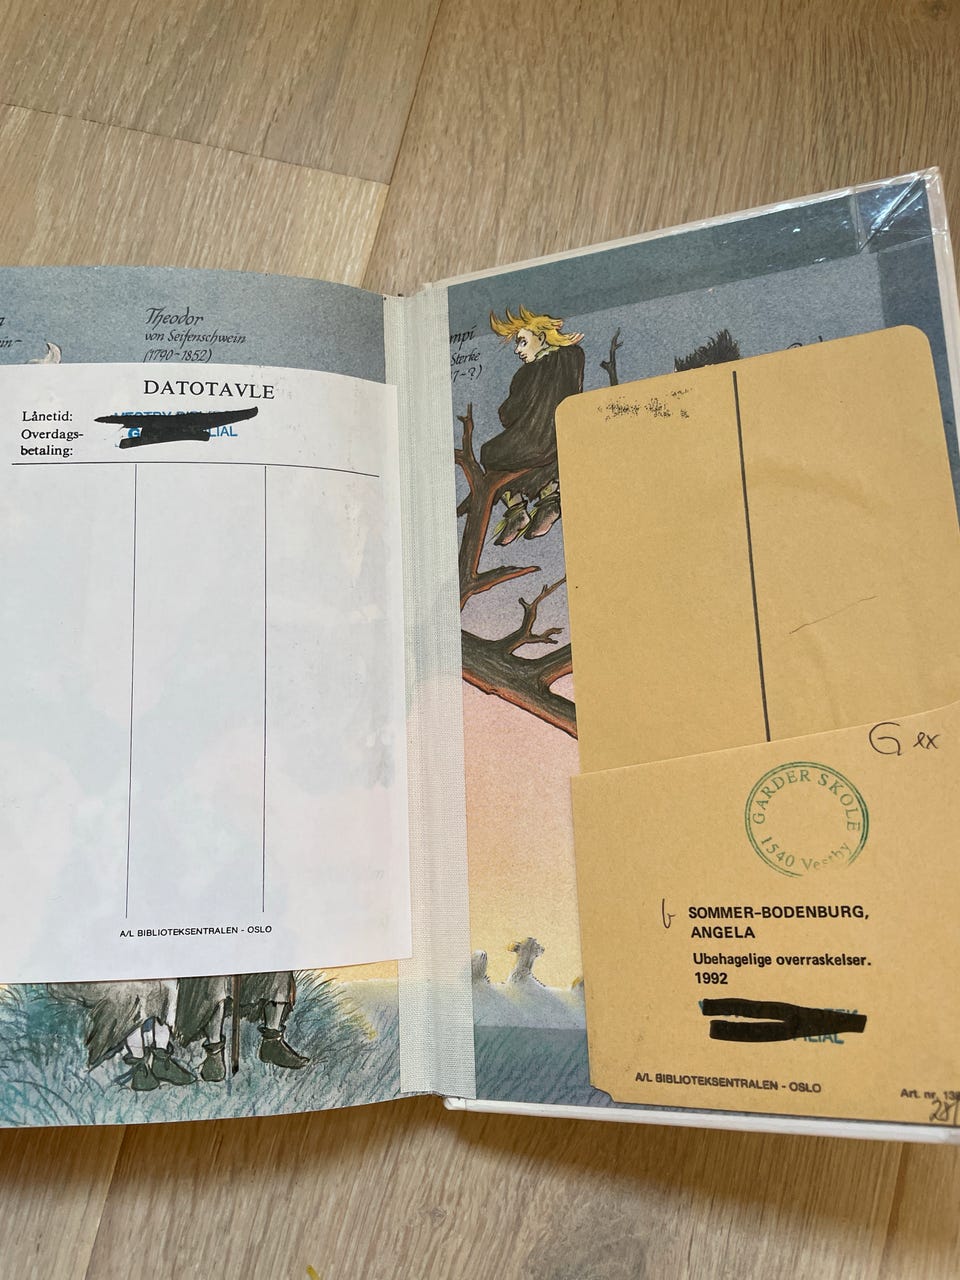 Theodor
von Seifenschwein
(1790-1852)
DATOTAVLE
Lånetid:
Overdags-
betaling:
A/L BIBLIOTEKSENTRALEN - OSLO
Sterke
G ex
GARDER SKOLE
1540 Vestby
SOMMER-BODENBURG,
ANGELA
Ubehagelige overraskelser.
1992
A/L BIBLIOTEKSENTRALEN - OSLO
Art. nr.